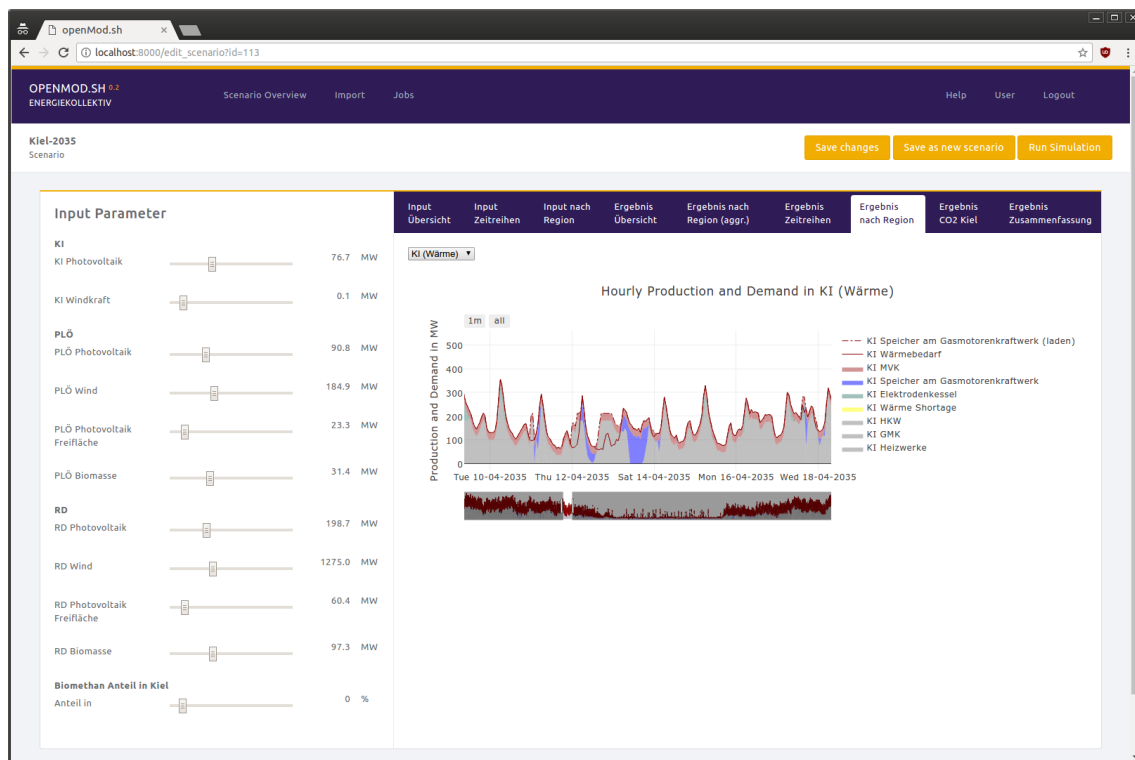 openMod.sh
localhost:8000/edit_scenario?id=113
OPENMOD.SH 0.2
ENERGIEKOLLEKTIV
Scenario Overview Import Jobs Help User Logout
Kiel-2035
Scenario
Save changes Save as new scenario Run Simulation
Input Parameter
KI
KI Photovoltaik 76.7 MW
KI Windkraft 0.1 MW
PLÖ
PLÖ Photovoltaik 90.8 MW
PLÖ Wind 184.9 MW
PLÖ Photovoltaik
Freifläche 23.3 MW
PLÖ Biomasse 31.4 MW
RD
RD Photovoltaik 198.7 MW
RD Wind 1275.0 MW
RD Photovoltaik
Freifläche 60.4 MW
RD Biomasse 97.3 MW
Biomethan Anteil in Kiel
Anteil in 0 %
Input
Übersicht
Input
Zeitreihen
Input nach
Region
Ergebnis
Übersicht
Ergebnis nach
Region (aggr.)
Ergebnis
Zeitreihen
Ergebnis
nach Region
Ergebnis
CO2 Kiel
Ergebnis
Zusammenfassung
KI (Wärme)
Hourly Production and Demand in KI (Wärme)
1m all
Production and Demand in MW
500
400
300
200
100
0
Tue 10-04-2035 Thu 12-04-2035 Sat 14-04-2035 Mon 16-04-2035 Wed 18-04-2035
KI Speicher am Gasmotorenkraftwerk (laden)
KI Wärmebedarf
KI MVK
KI Speicher am Gasmotorenkraftwerk
KI Elektrodenkessel
KI Wärme Shortage
KI HKW
KI GMK
KI Heizwerke